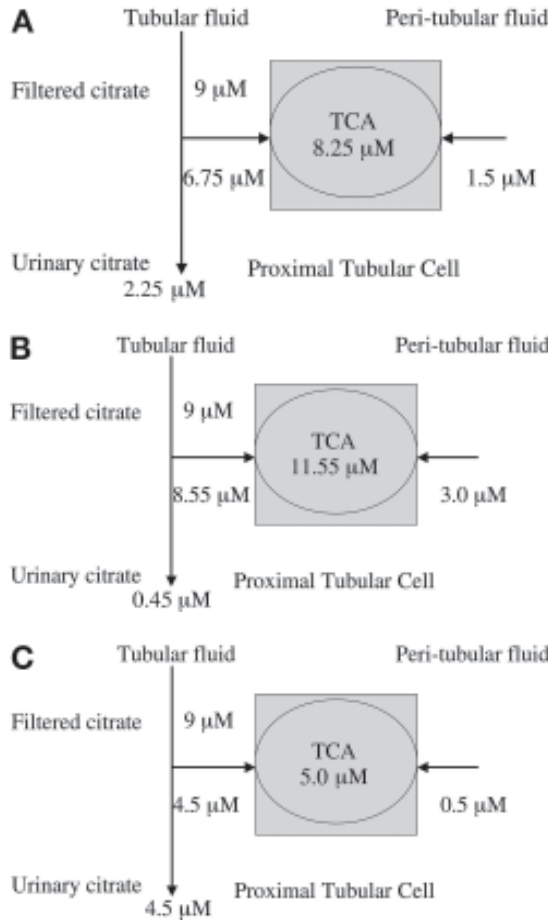 A
Tubular fluid Peri-tubular fluid
Filtered citrate 9 μM
TCA
8.25 μM
6.75 μM 1.5 μM
Urinary citrate Proximal Tubular Cell
2.25 μM
B
Tubular fluid Peri-tubular fluid
Filtered citrate 9 μM
TCA
11.55 μM
8.55 μM 3.0 μM
Urinary citrate Proximal Tubular Cell
0.45 μM
C
Tubular fluid Peri-tubular fluid
Filtered citrate 9 μM
TCA
5.0 μM
4.5 μM 0.5 μM
Urinary citrate Proximal Tubular Cell
4.5 μM